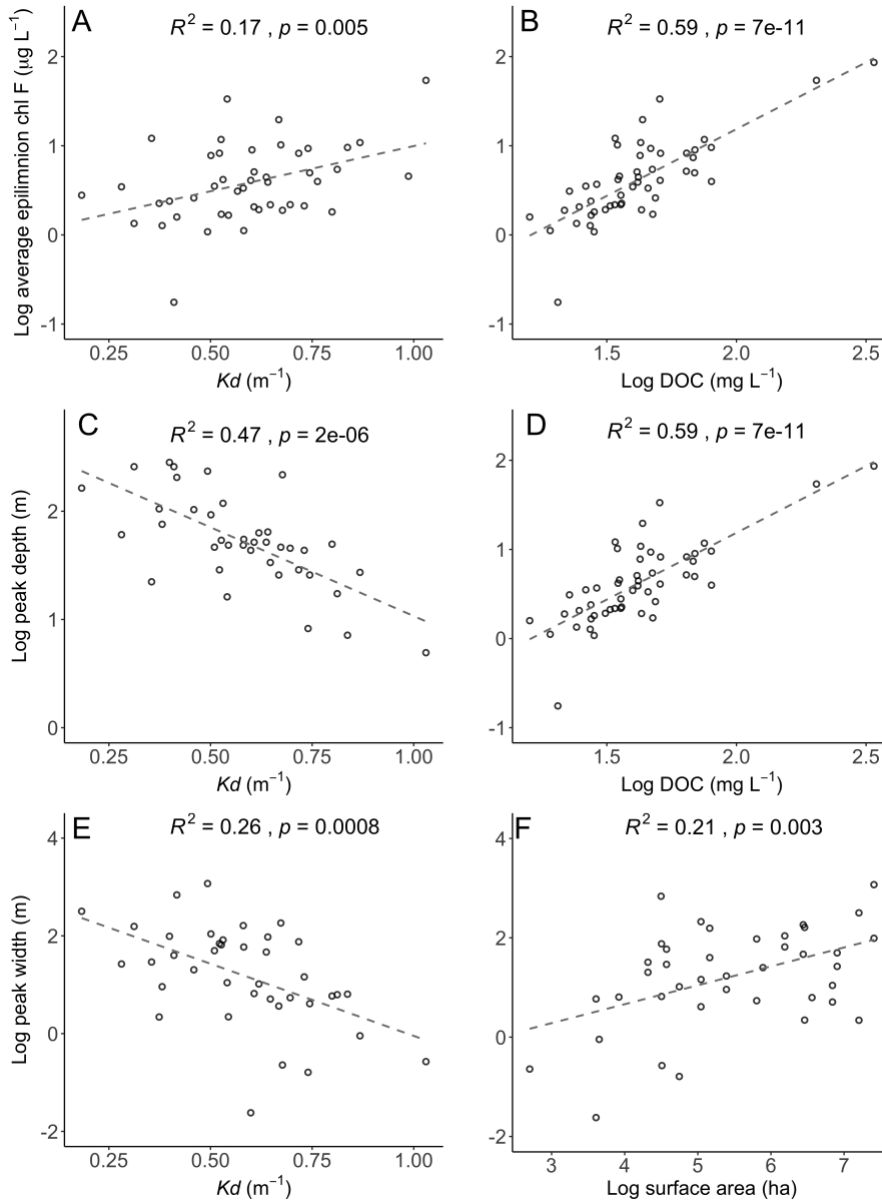 A
R² = 0.17 , p = 0.005
Log average epilimnion chl F (µg L⁻¹)
2
1
0
-1
0.25 0.50 0.75 1.00
Kd (m⁻¹)
B
R² = 0.59 , p = 7e-11
2
1
0
-1
1.5 2.0 2.5
Log DOC (mg L⁻¹)
C
R² = 0.47 , p = 2e-06
Log peak depth (m)
2
1
0
0.25 0.50 0.75 1.00
Kd (m⁻¹)
D
R² = 0.59 , p = 7e-11
2
1
0
-1
1.5 2.0 2.5
Log DOC (mg L⁻¹)
E
R² = 0.26 , p = 0.0008
Log peak width (m)
4
2
0
-2
0.25 0.50 0.75 1.00
Kd (m⁻¹)
F
R² = 0.21 , p = 0.003
4
2
0
-2
3 4 5 6 7
Log surface area (ha)